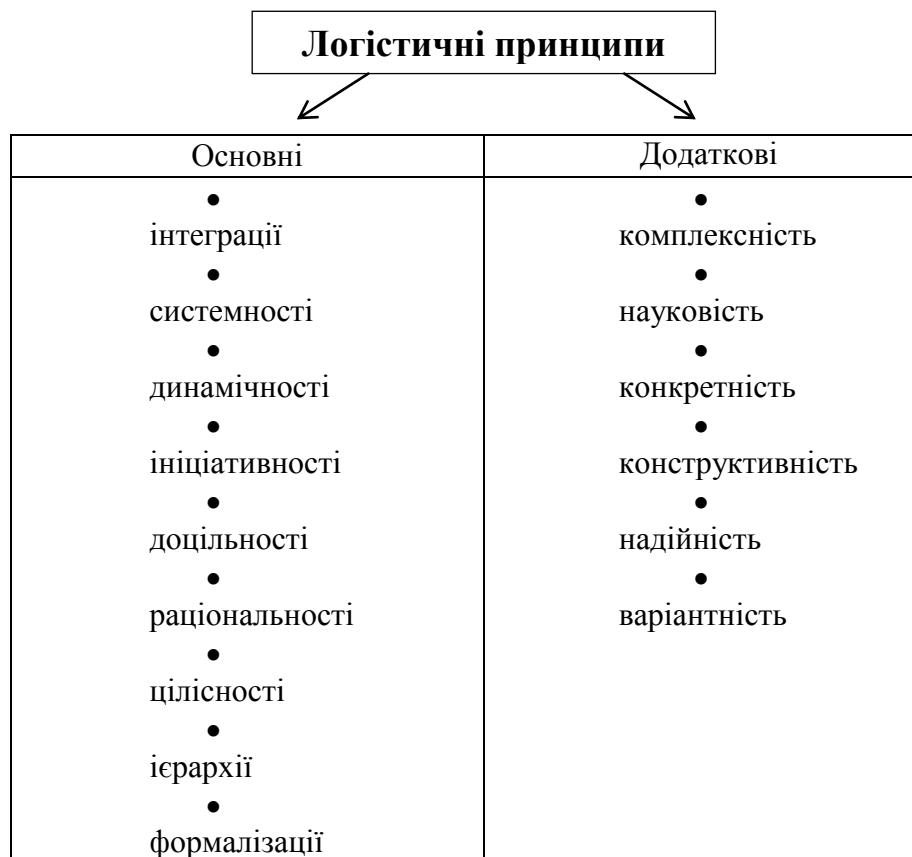 Логістичні принципи
Основні
Додаткові
•
інтеграції
•
системності
•
динамічності
•
ініціативності
•
доцільності
•
раціональності
•
цілісності
•
ієрархії
•
формалізації
•
комплексність
•
науковість
•
конкретність
•
конструктивність
•
надійність
•
варіантність